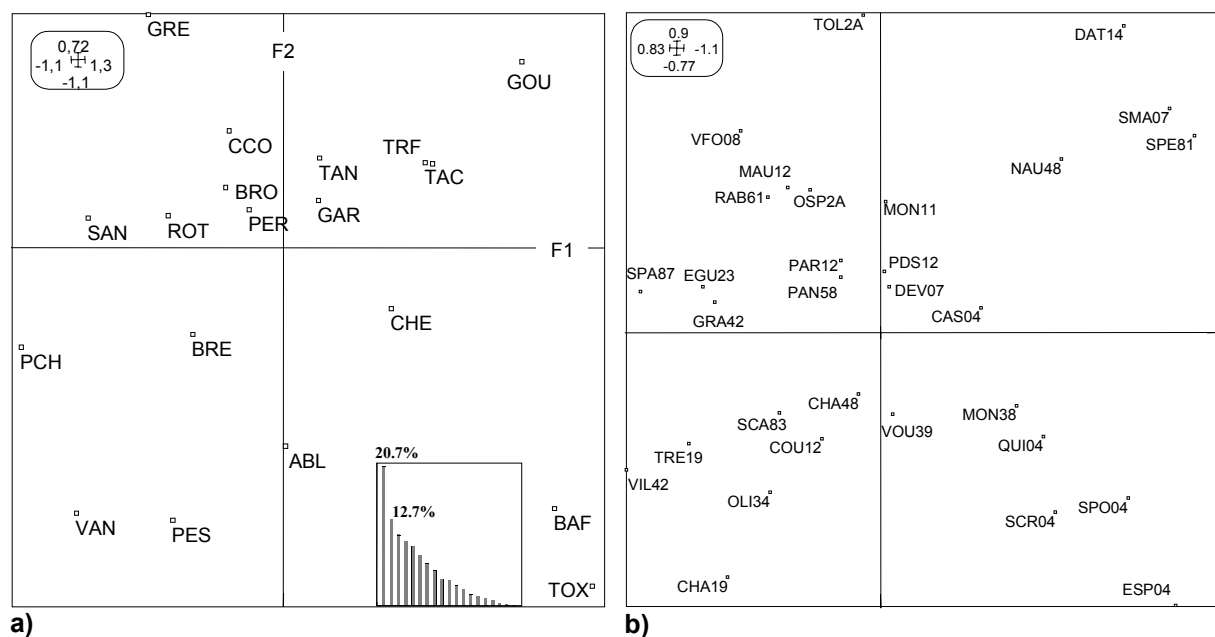 GRE
0,72
-1,1 1,3
-1,1
F2
GOU
CCO
TRF
TAN
TAC
BRO
PER
GAR
SAN
ROT
F1
CHE
PCH
BRE
ABL
20.7%
12.7%
VAN
PES
BAF
TOX
a)
0.9
0.83 -1.1
-0.77
TOL2A
DAT14
SMA07
SPE81
VFO08
NAU48
MAU12
RAB61
OSP2A
MON11
PAR12
PDS12
SPA87
EGU23
PAN58
DEV07
GRA42
CAS04
CHA48
MON38
SCA83
VOU39
COU12
QUI04
TRE19
VIL42
OLI34
SPO04
SCR04
CHA19
ESP04
b)